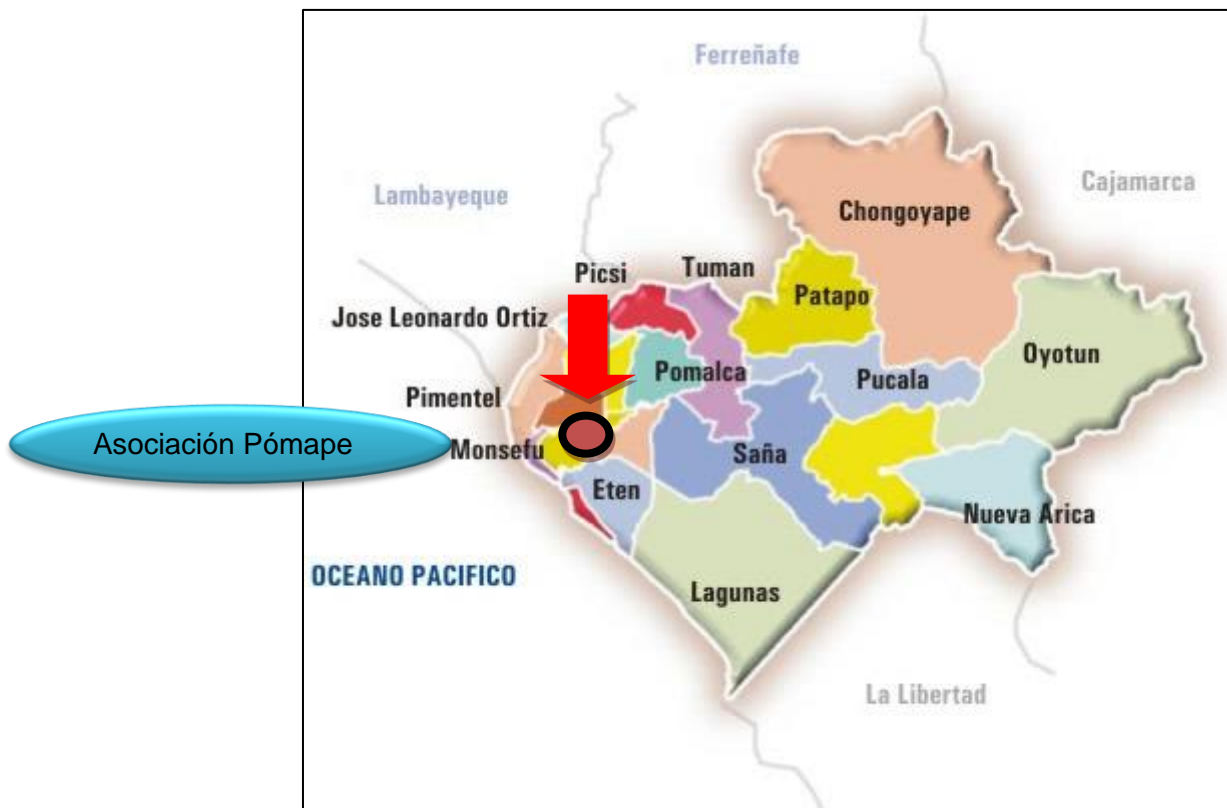 Ferreñafe
Cajamarca
Lambayeque
Chongoyape
Picsi
Tuman
Patapo
Jose Leonardo Ortiz
Oyotun
Pomalca
Pucala
Pimentel
Asociación Pómape
Monsefu
Saña
Eten
Nueva Arica
OCEANO PACIFICO
Lagunas
La Libertad